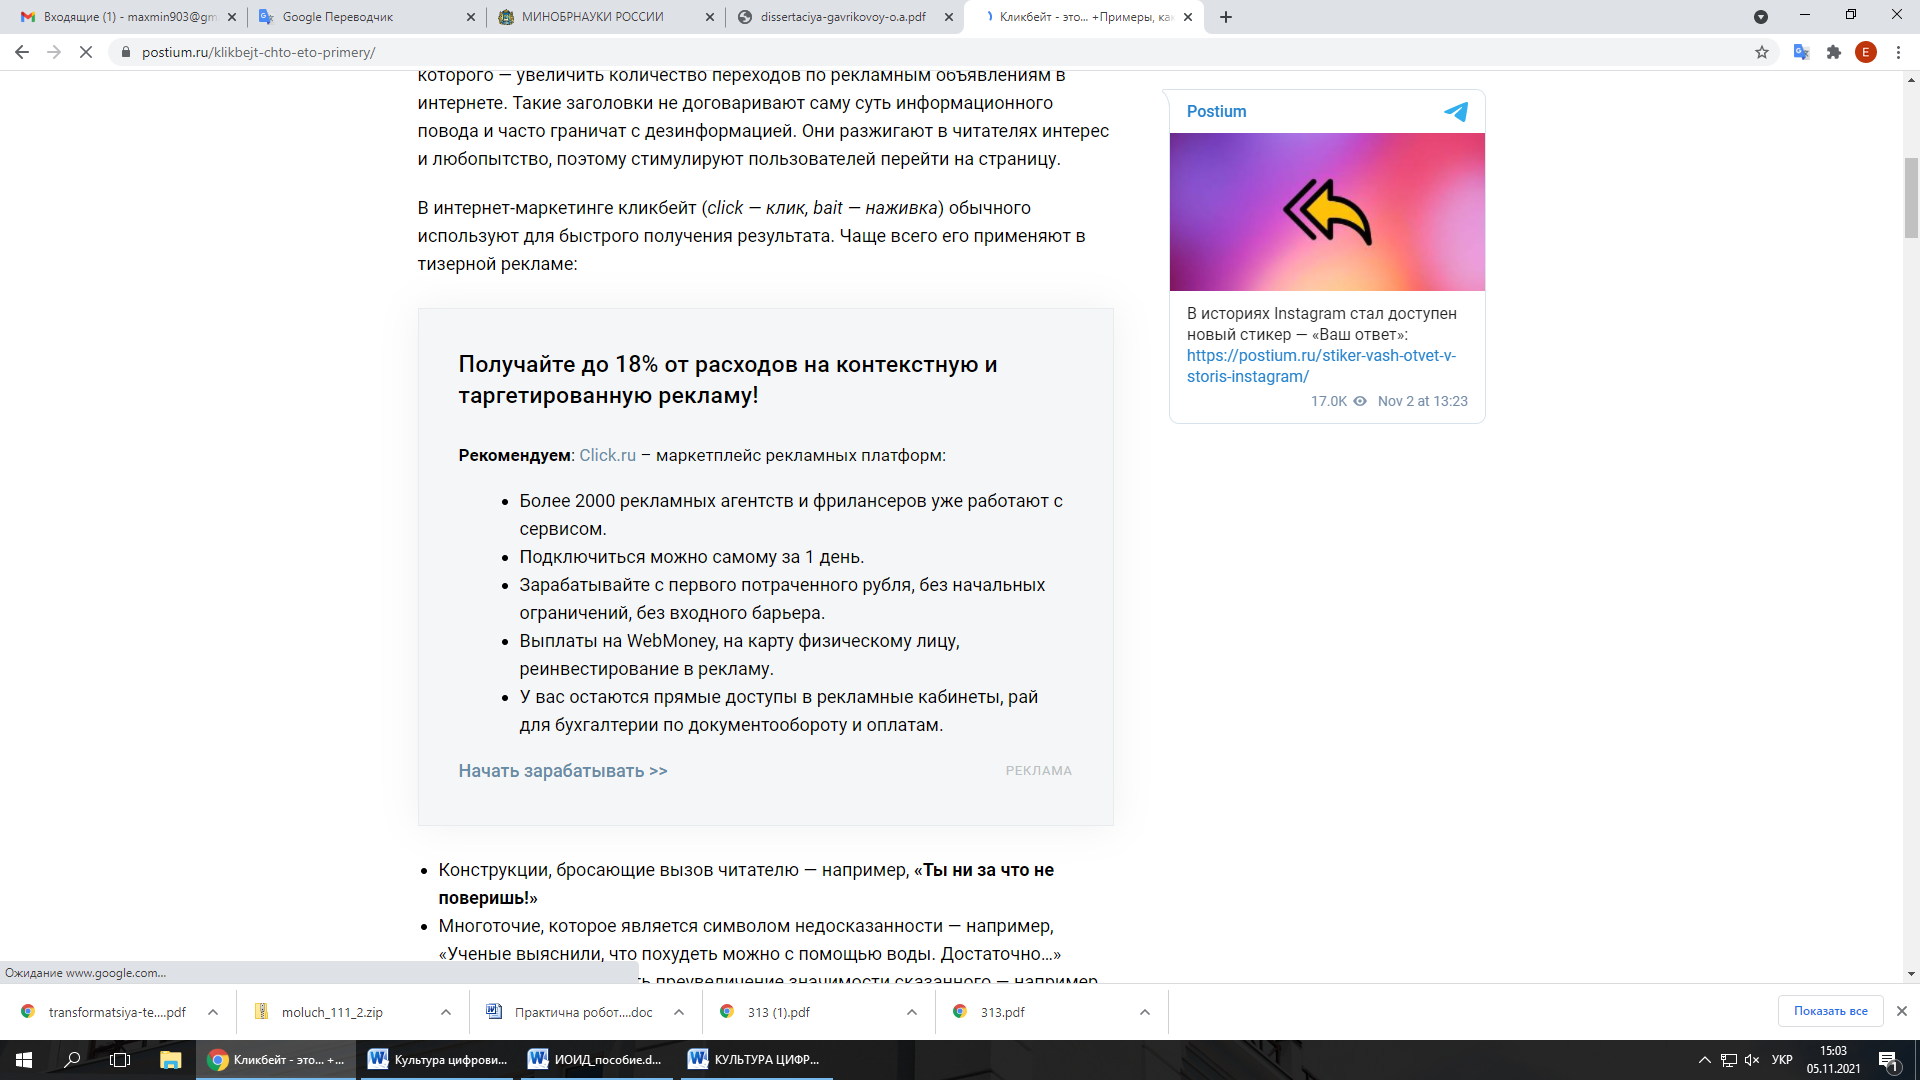 Входящие (1) - maxmin903@gm
Google Переводчик
МИНОБРНАУКИ РОССИИ
dissertaciya-gavrikovoy-o.a.pdf
Кликбейт - это... +Примеры, как
postium.ru/klikbejt-chto-eto-primery/
E
которого — увеличить количество переходов по рекламным объявлениям в
интернете. Такие заголовки не договаривают саму суть информационного
повода и часто граничат с дезинформацией. Они разжигают в читателях интерес
и любопытство, поэтому стимулируют пользователей перейти на страницу.
В интернет-маркетинге кликбейт (click — клик, bait — наживка) обычного
используют для быстрого получения результата. Чаще всего его применяют в
тизерной рекламе:
Получайте до 18% от расходов на контекстную и
таргетированную рекламу!
Рекомендуем: Click.ru – маркетплейс рекламных платформ:
Более 2000 рекламных агентств и фрилансеров уже работают с
сервисом.
Подключиться можно самому за 1 день.
Зарабатывайте с первого потраченного рубля, без начальных
ограничений, без входного барьера.
Выплаты на WebMoney, на карту физическому лицу,
реинвестирование в рекламу.
У вас остаются прямые доступы в рекламные кабинеты, рай
для бухгалтерии по документообороту и оплатам.
Начать зарабатывать >>
РЕКЛАМА
Конструкции, бросающие вызов читателю — например, «Ты ни за что не
поверишь!»
Многоточие, которое является символом недосказанности — например,
«Ученые выяснили, что похудеть можно с помощью воды. Достаточно…»
ть преувеличение значимости сказанного — например
Postium
В историях Instagram стал доступен
новый стикер — «Ваш ответ»:
https://postium.ru/stiker-vash-otvet-v-
storis-instagram/
17.0K Nov 2 at 13:23
Ожидание www.google.com...
transformatsiya-te....pdf
moluch_111_2.zip
Практична робот....doc
313 (1).pdf
313.pdf
Показать все
Кликбейт - это... +...
Культура цифрови...
ИОИД_пособие.d...
КУЛЬТУРА ЦИФР...
УКР
15:03
05.11.2021
1